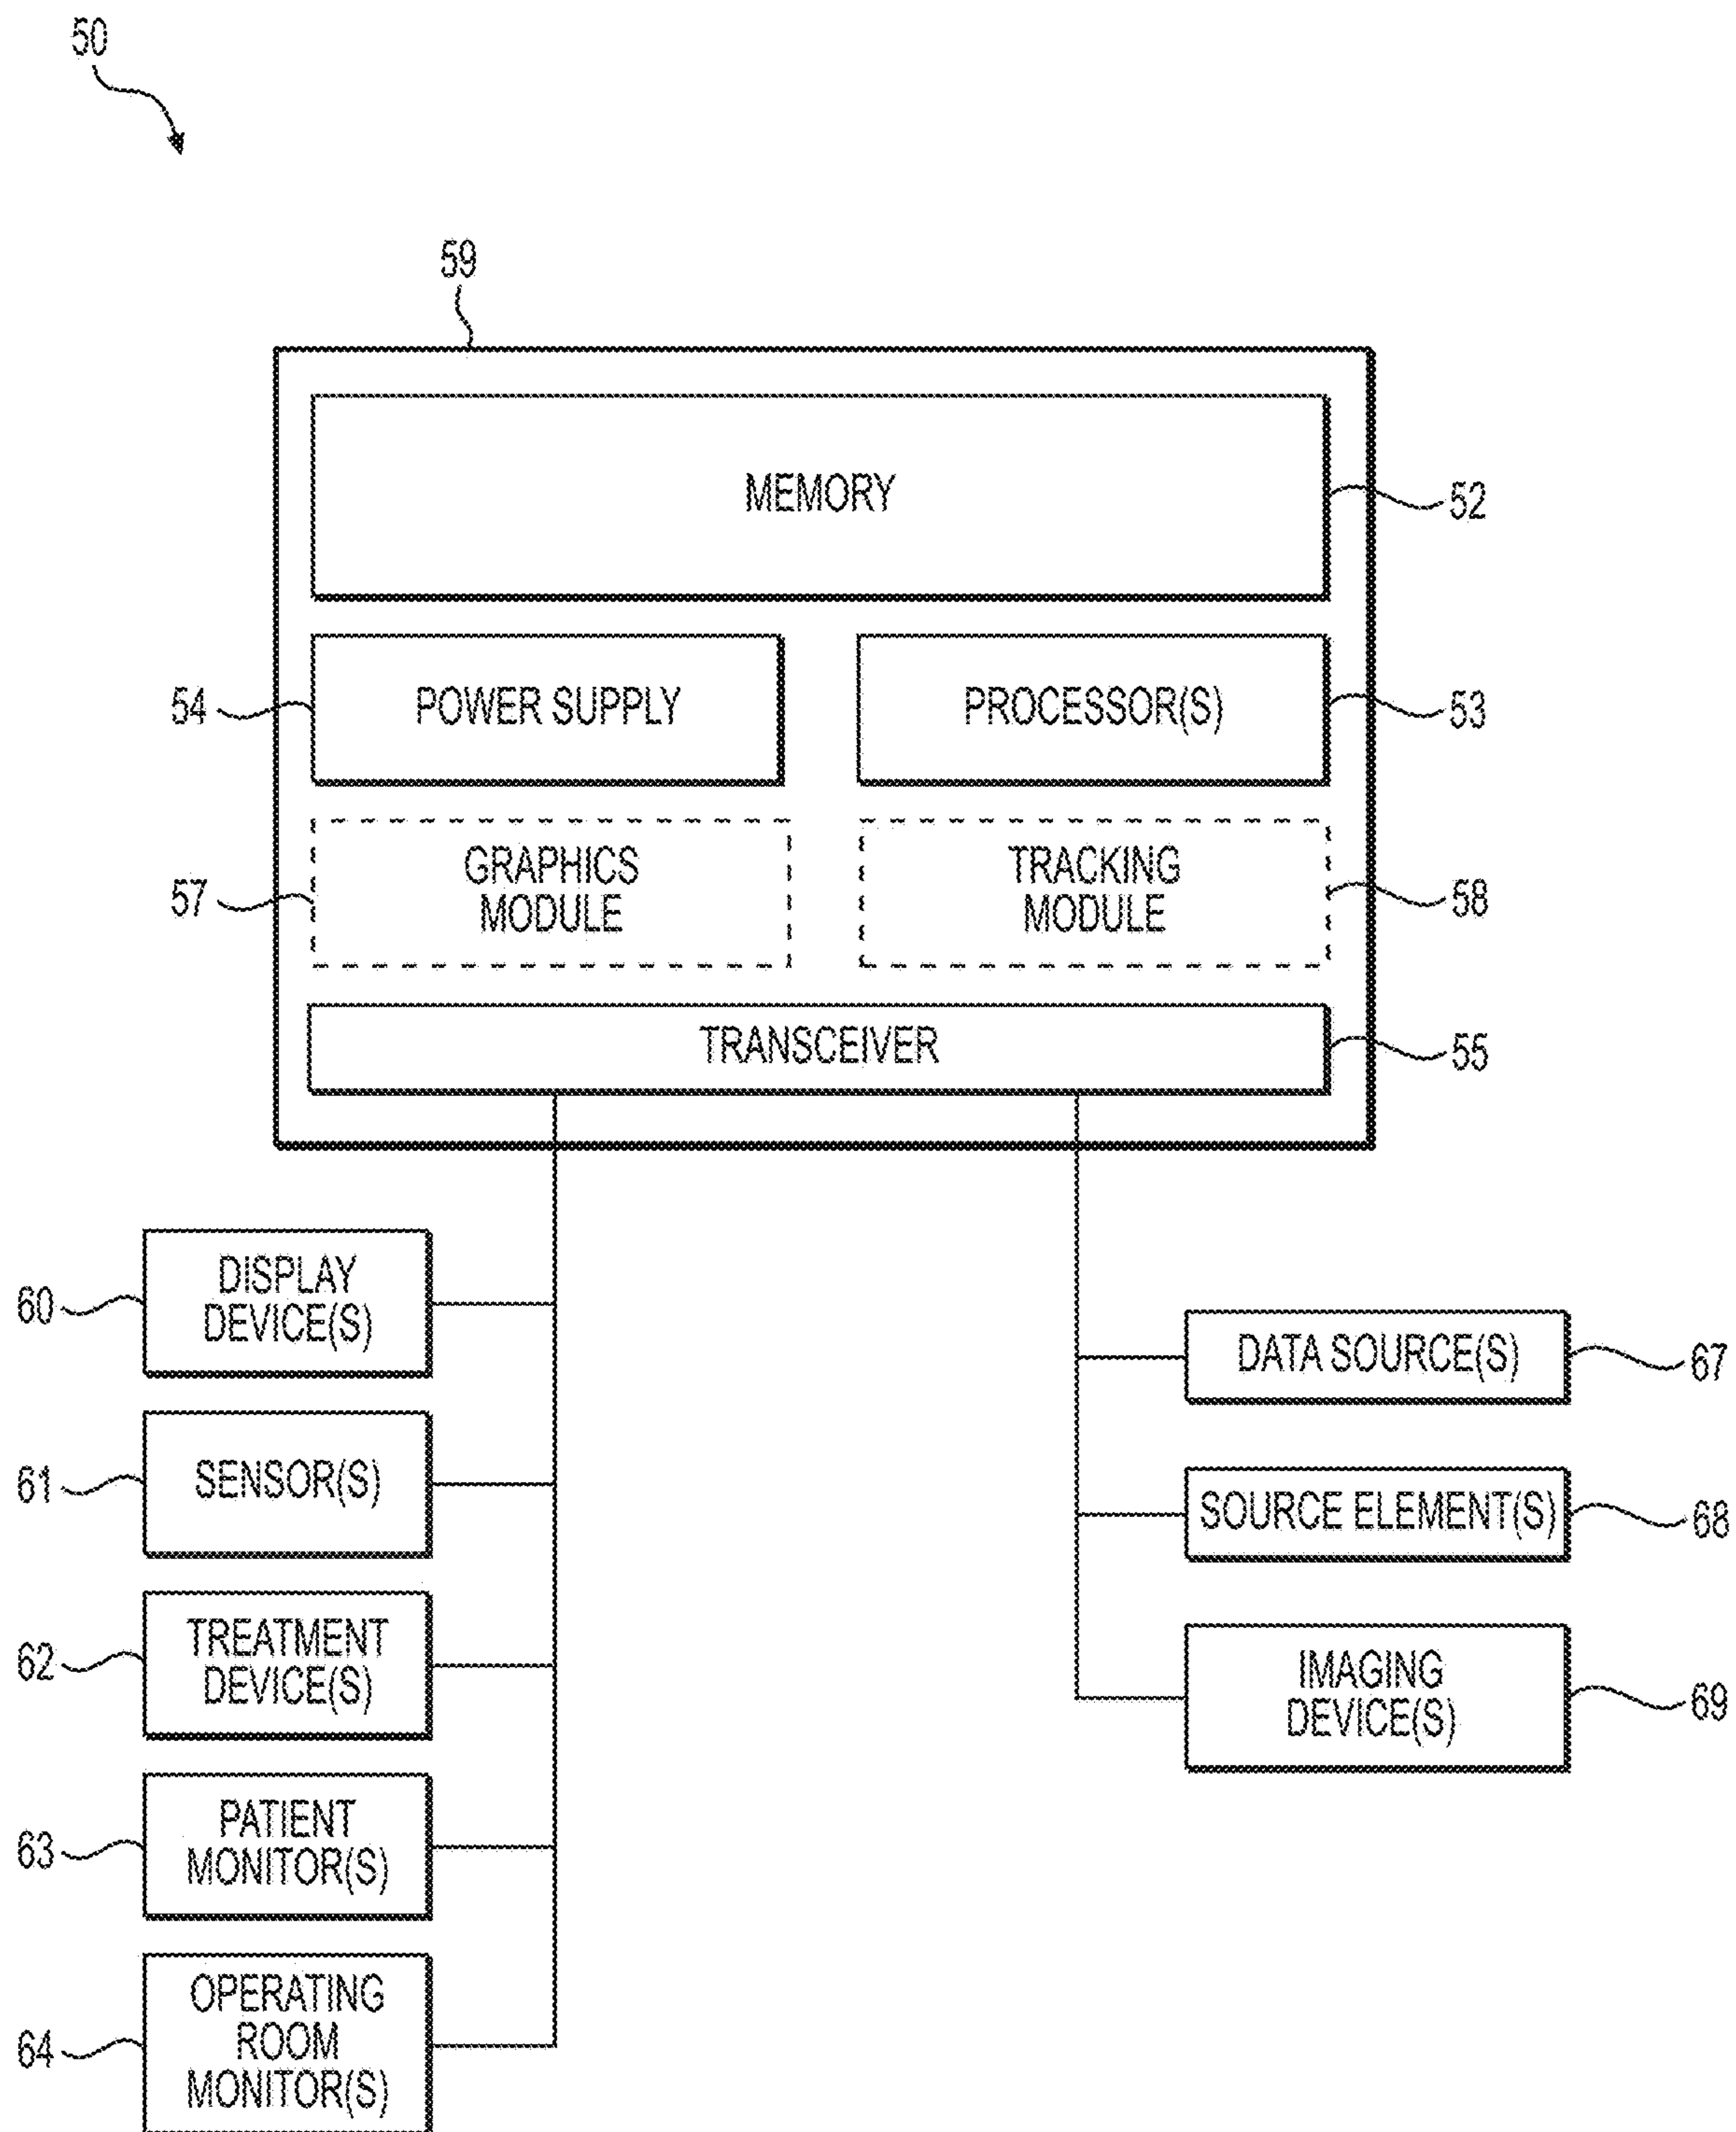 50
59
MEMORY
52
54
POWER SUPPLY
PROCESSOR(S)
53
57
GRAPHICS
MODULE
TRACKING
MODULE
58
TRANSCEIVER
55
60
DISPLAY
DEVICE(S)
61
SENSOR(S)
62
TREATMENT
DEVICE(S)
63
PATIENT
MONITOR(S)
64
OPERATING
ROOM
MONITOR(S)
DATA SOURCE(S)
67
SOURCE ELEMENT(S)
68
IMAGING
DEVICE(S)
69